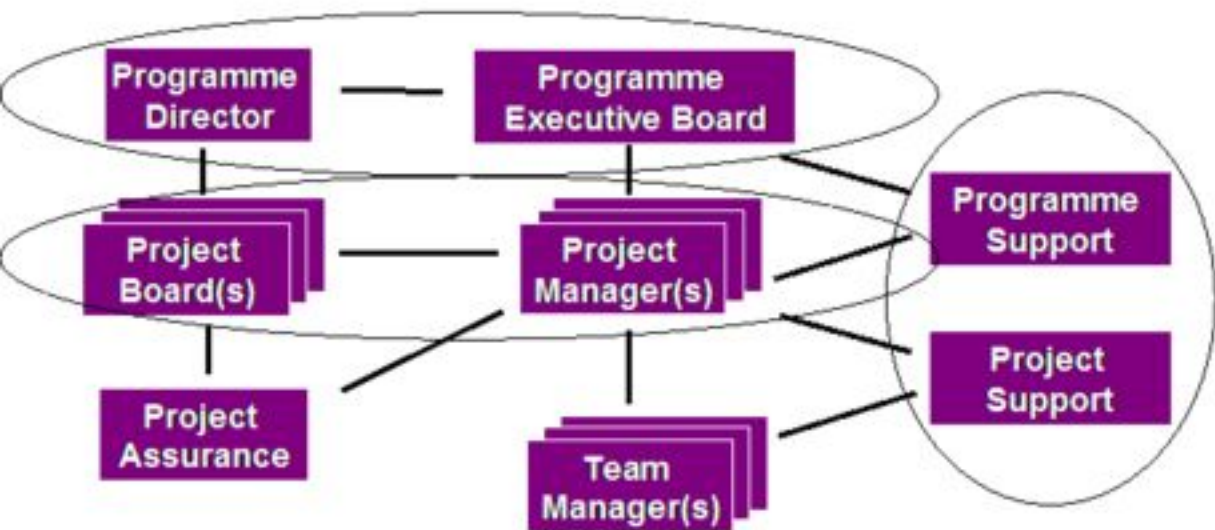 Programme
Director
Programme
Executive Board
Programme
Support
Project
Board(s)
Project
Manager(s)
Project
Support
Project
Assurance
Team
Manager(s)